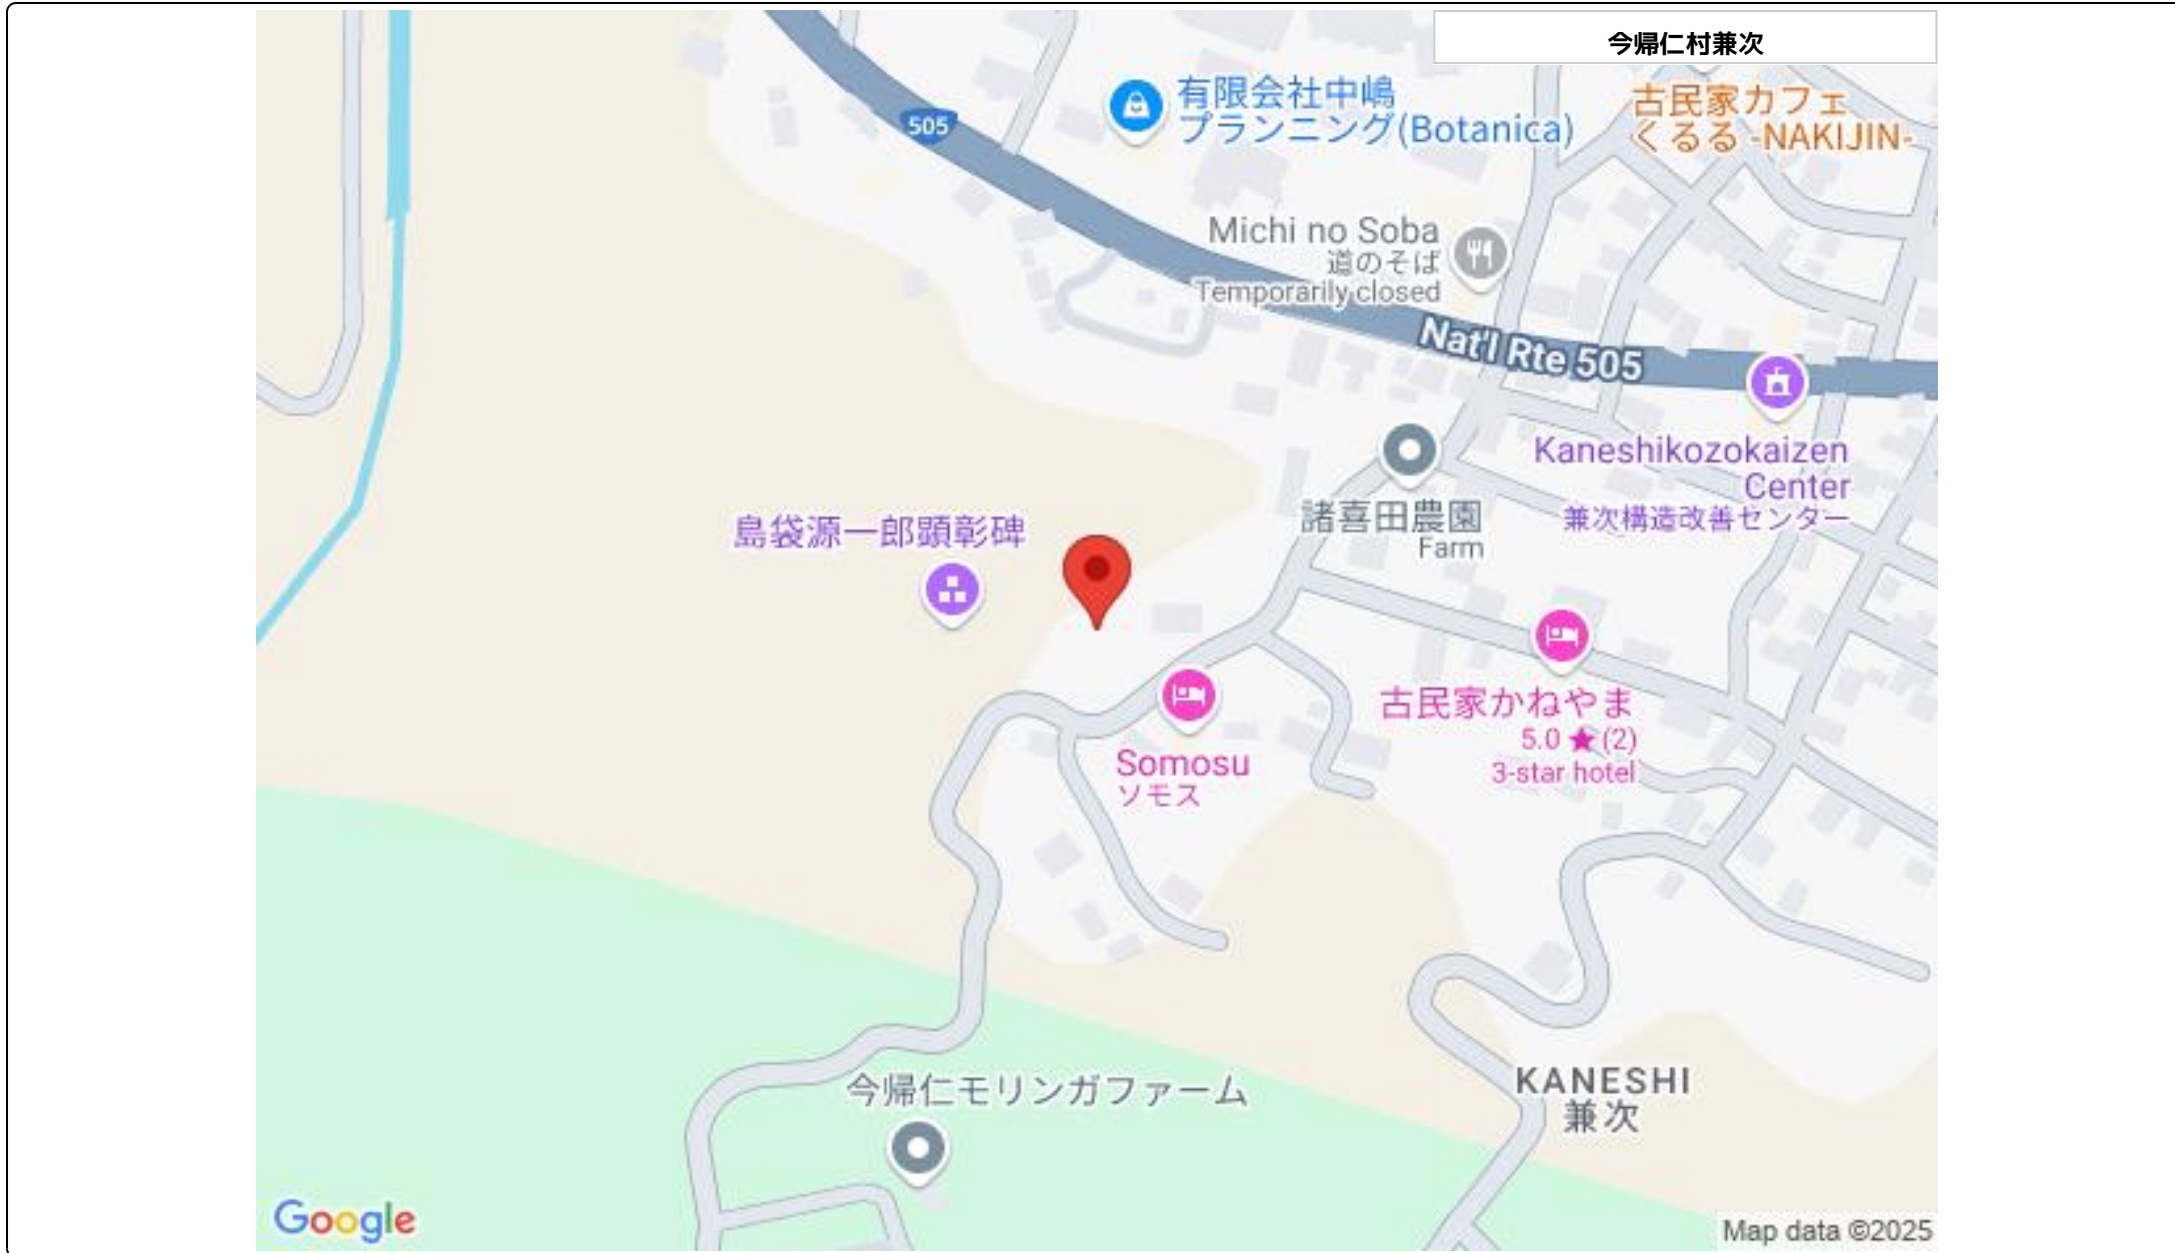 今帰仁村兼次
有限会社中嶋
プランニング(Botanica)
古民家カフェ
くるる -NAKIJIN-
505
Michi no Soba
道のそば
Temporarily closed
Nat'l Rte 505
Kaneshikozokaizen
Center
兼次構造改善センター
諸喜田農園
Farm
島袋源一郎顕彰碑
古民家かねやま
5.0 ★ (2)
3-star hotel
Somosu
ソモス
今帰仁モリンガファーム
KANESHI
兼次
Google
Map data ©2025